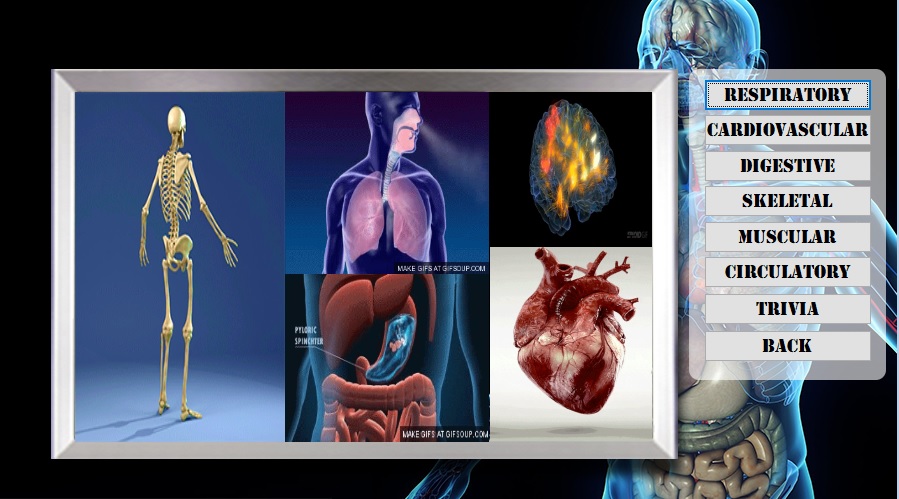 MAKE GIFS AT GIFSOUP.COM
PYLORIC
SPHINCTER
MAKE GIFS AT GIFSOUP.COM
RESPIRATORY
CARDIOVASCULAR
DIGESTIVE
SKELETAL
MUSCULAR
CIRCULATORY
TRIVIA
BACK